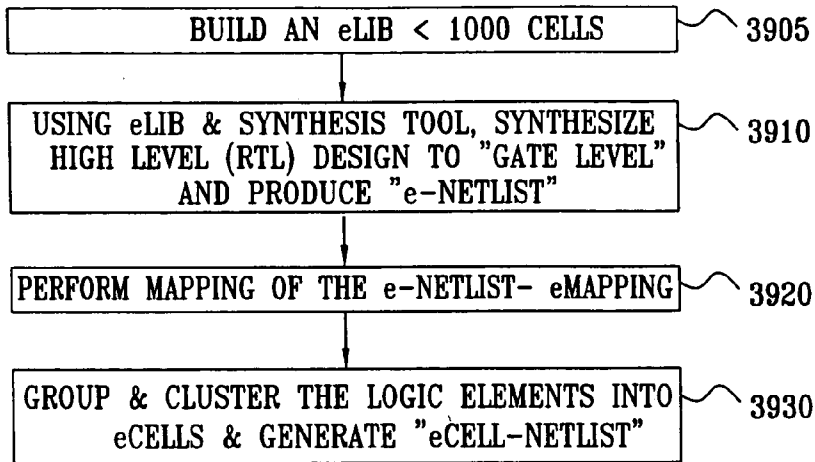 BUILD AN eLIB < 1000 CELLS
3905
USING eLIB & SYNTHESIS TOOL, SYNTHESIZE
HIGH LEVEL (RTL) DESIGN TO "GATE LEVEL"
AND PRODUCE "e-NETLIST"
3910
PERFORM MAPPING OF THE e-NETLIST- eMAPPING
3920
GROUP & CLUSTER THE LOGIC ELEMENTS INTO
eCELLS & GENERATE "eCELL-NETLIST"
3930